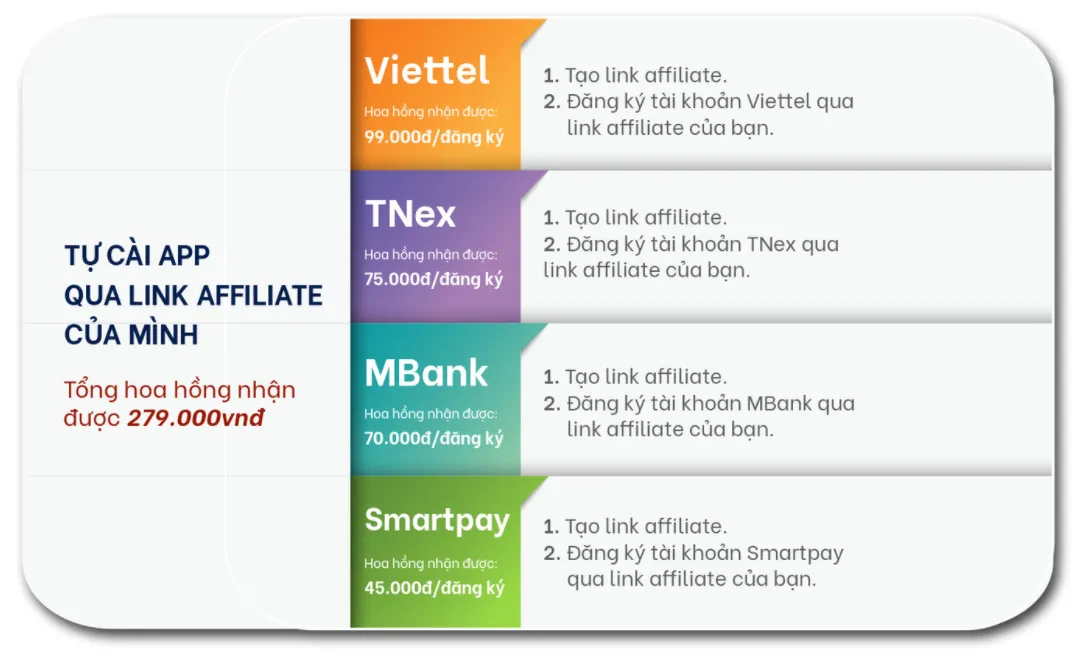 TỰ CÀI APP
QUA LINK AFFILIATE
CỦA MÌNH
Tổng hoa hồng nhận
được 279.000vnđ
Viettel
Hoa hồng nhận được:
99.000đ/đăng ký
1. Tạo link affiliate.
2. Đăng ký tài khoản Viettel qua
link affiliate của bạn.
TNex
Hoa hồng nhận được:
75.000đ/đăng ký
1. Tạo link affiliate.
2. Đăng ký tài khoản TNex qua
link affiliate của bạn.
MBank
Hoa hồng nhận được:
70.000đ/đăng ký
1. Tạo link affiliate.
2. Đăng ký tài khoản MBank qua
link affiliate của bạn.
Smartpay
Hoa hồng nhận được:
45.000đ/đăng ký
1. Tạo link affiliate.
2. Đăng ký tài khoản Smartpay
qua link affiliate của bạn.